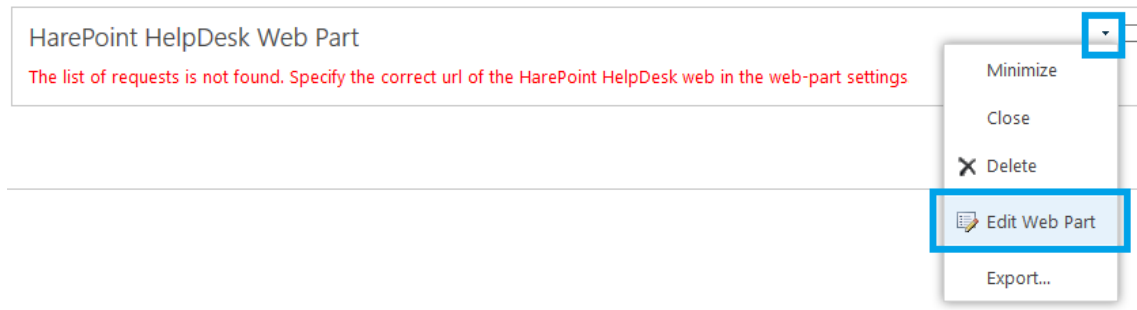 HarePoint HelpDesk Web Part
The list of requests is not found. Specify the correct url of the HarePoint HelpDesk web in the web-part settings
Minimize
Close
Delete
Edit Web Part
Export...